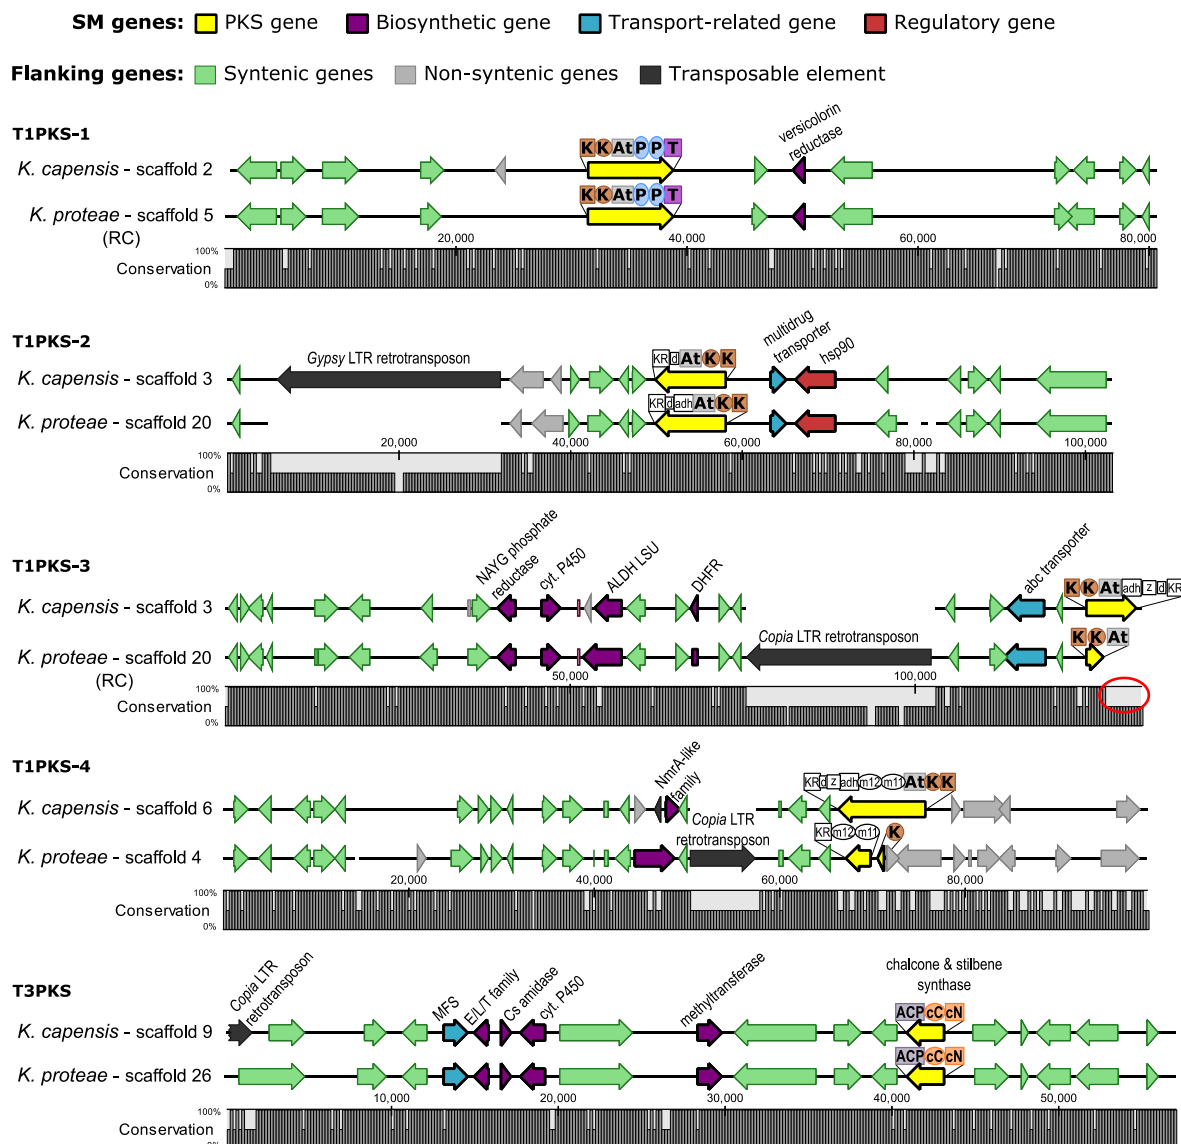 SM genes: PKS gene Biosynthetic gene Transport-related gene Regulatory gene
Flanking genes: Syntenic genes Non-syntenic genes Transposable element
T1PKS-1
versicolorin
reductase
K K At P P T
K. capensis - scaffold 2
K K At P P T
K. proteae - scaffold 5
(RC)
20,000 40,000 60,000 80,000
100%
Conservation
0%
T1PKS-2
multidrug
transporter
hsp90
Gypsy LTR retrotransposon
KR d At K K
K. capensis - scaffold 3
KR d adh At K K
K. proteae - scaffold 20
20,000 40,000 60,000 80,000 100,000
100%
Conservation
0%
T1PKS-3
NAYG phosphate
reductase
cyt. P450
ALDH LSU
DHFR
abc transporter
K K At adh z d KR
K. capensis - scaffold 3
Copia LTR retrotransposon
K K At
K. proteae - scaffold 20
(RC)
50,000 100,000
100%
Conservation
0%
T1PKS-4
NmrA-like
family
KR d z adh m12 m11 At K K
K. capensis - scaffold 6
Copia LTR
retrotransposon
KR m12 m11 K
K. proteae - scaffold 4
20,000 40,000 60,000 80,000
100%
Conservation
0%
T3PKS
Copia LTR
retrotransposon
MFS
E/L/T family
Cs amidase
cyt. P450
methyltransferase
chalcone & stilbene
synthase
ACP cC cN
K. capensis - scaffold 9
ACP cC cN
K. proteae - scaffold 26
10,000 20,000 30,000 40,000 50,000
100%
Conservation
0%